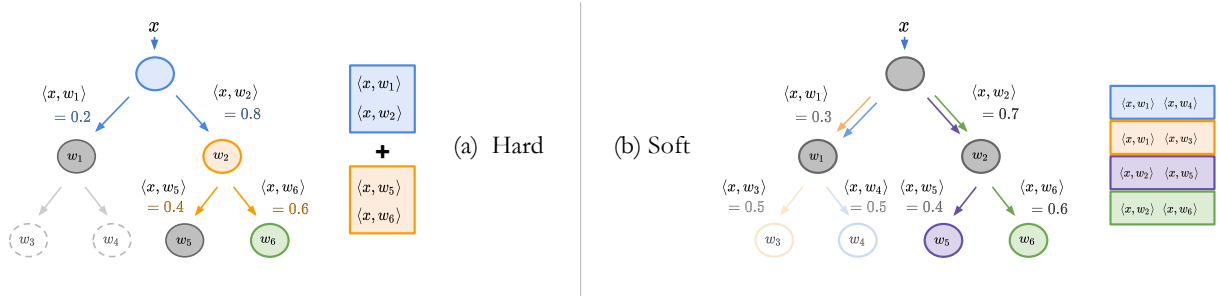 x
⟨x, w₁⟩
= 0.2
⟨x, w₂⟩
= 0.8
w₁
w₂
⟨x, w₅⟩
= 0.4
⟨x, w₆⟩
= 0.6
w₃
w₄
w₅
w₆
⟨x, w₁⟩
⟨x, w₂⟩
+
⟨x, w₅⟩
⟨x, w₆⟩
(a) Hard
(b) Soft
x
⟨x, w₁⟩
= 0.3
⟨x, w₂⟩
= 0.7
w₁
w₂
⟨x, w₃⟩
= 0.5
⟨x, w₄⟩
= 0.5
⟨x, w₅⟩
= 0.4
⟨x, w₆⟩
= 0.6
w₃
w₄
w₅
w₆
⟨x, w₁⟩ ⟨x, w₄⟩
⟨x, w₁⟩ ⟨x, w₃⟩
⟨x, w₂⟩ ⟨x, w₅⟩
⟨x, w₂⟩ ⟨x, w₆⟩